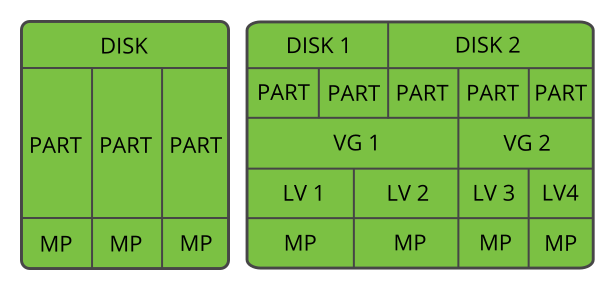 DISK
PART PART PART
MP MP MP
DISK 1 DISK 2
PART PART PART PART PART
VG 1 VG 2
LV 1 LV 2 LV 3 LV4
MP MP MP MP